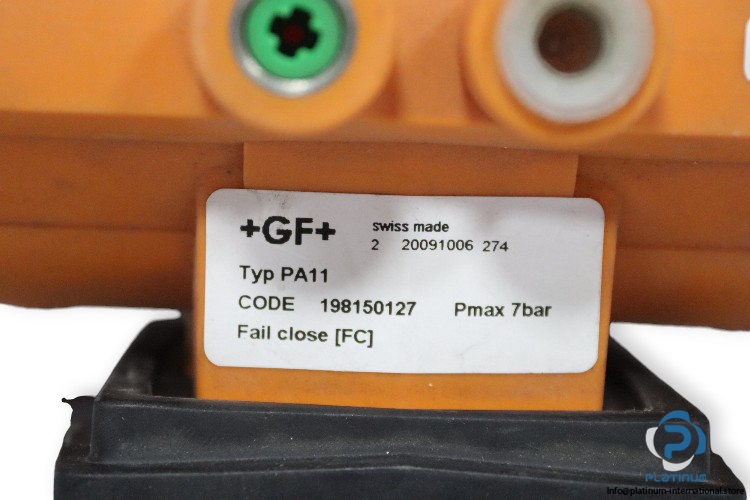 +GF+ swiss made
2 20091006 274
Typ PA11
CODE 198150127 Pmax 7bar
Fail close [FC]
PLATINUM
Info@platinum-international.store